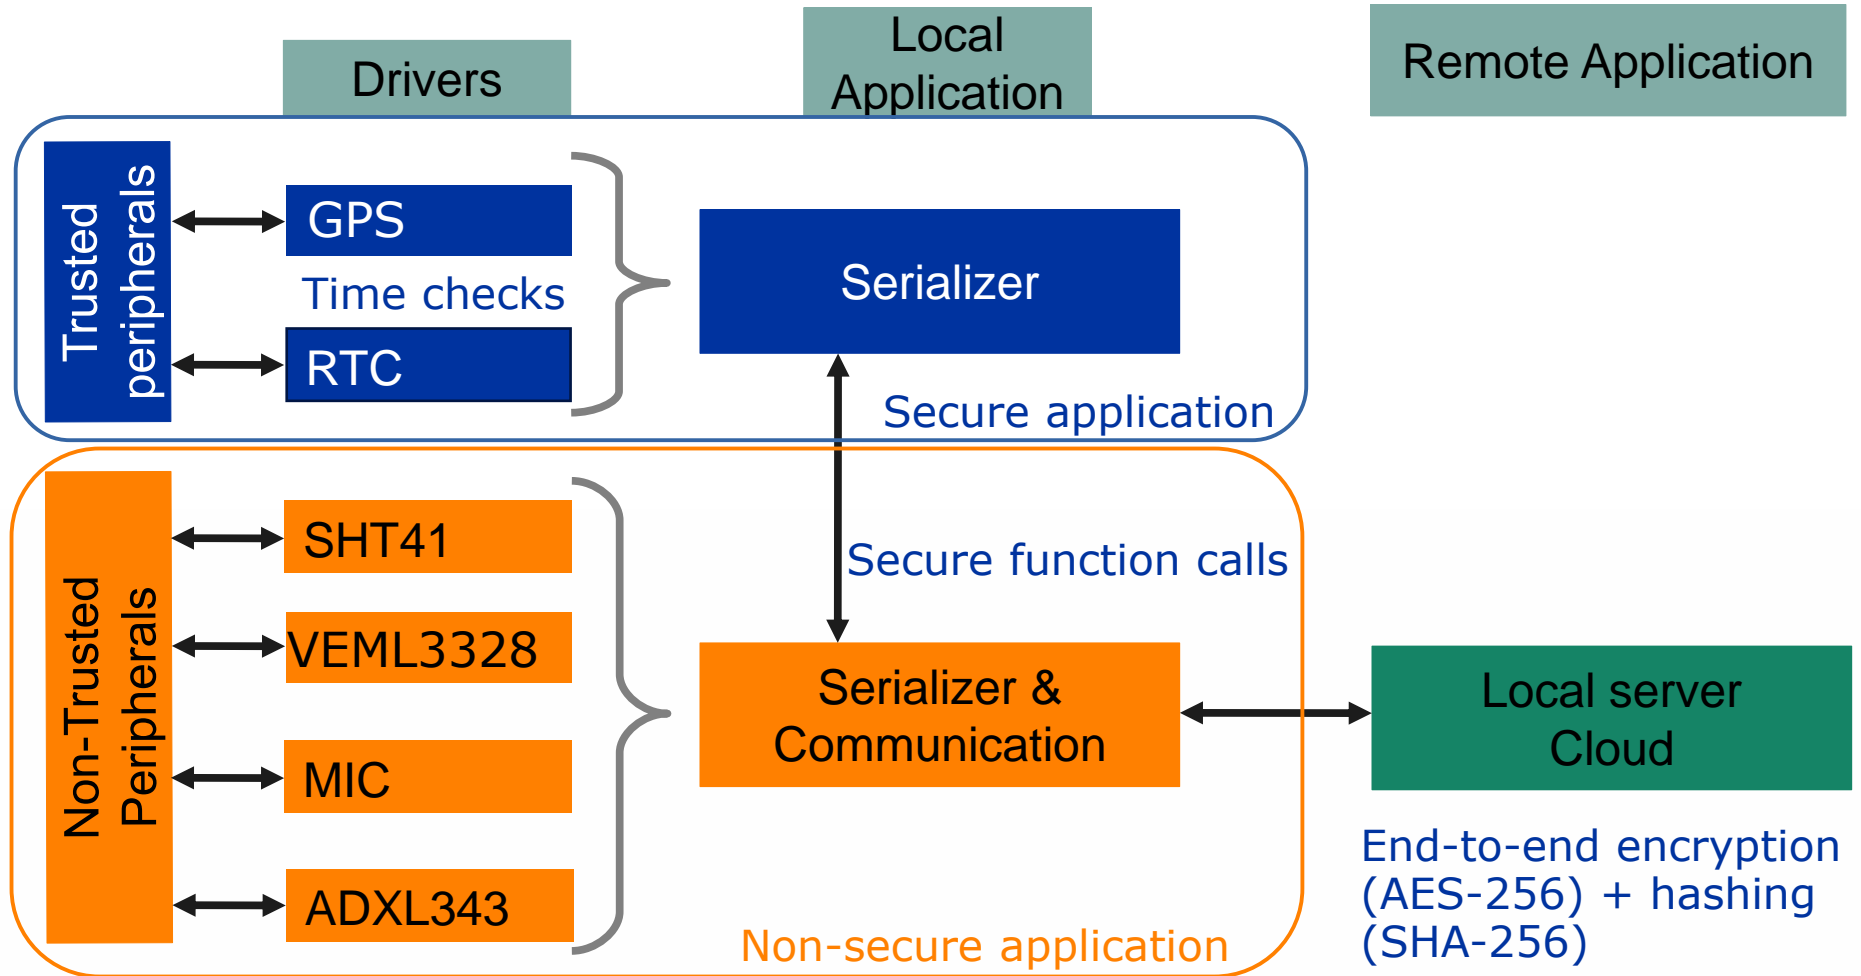 Drivers
Local
Application
Remote Application
Trusted
peripherals
GPS
Time checks
RTC
Serializer
Secure application
Non-Trusted
Peripherals
SHT41
VEML3328
MIC
ADXL343
Secure function calls
Serializer &
Communication
Non-secure application
Local server
Cloud
End-to-end encryption
(AES-256) + hashing
(SHA-256)